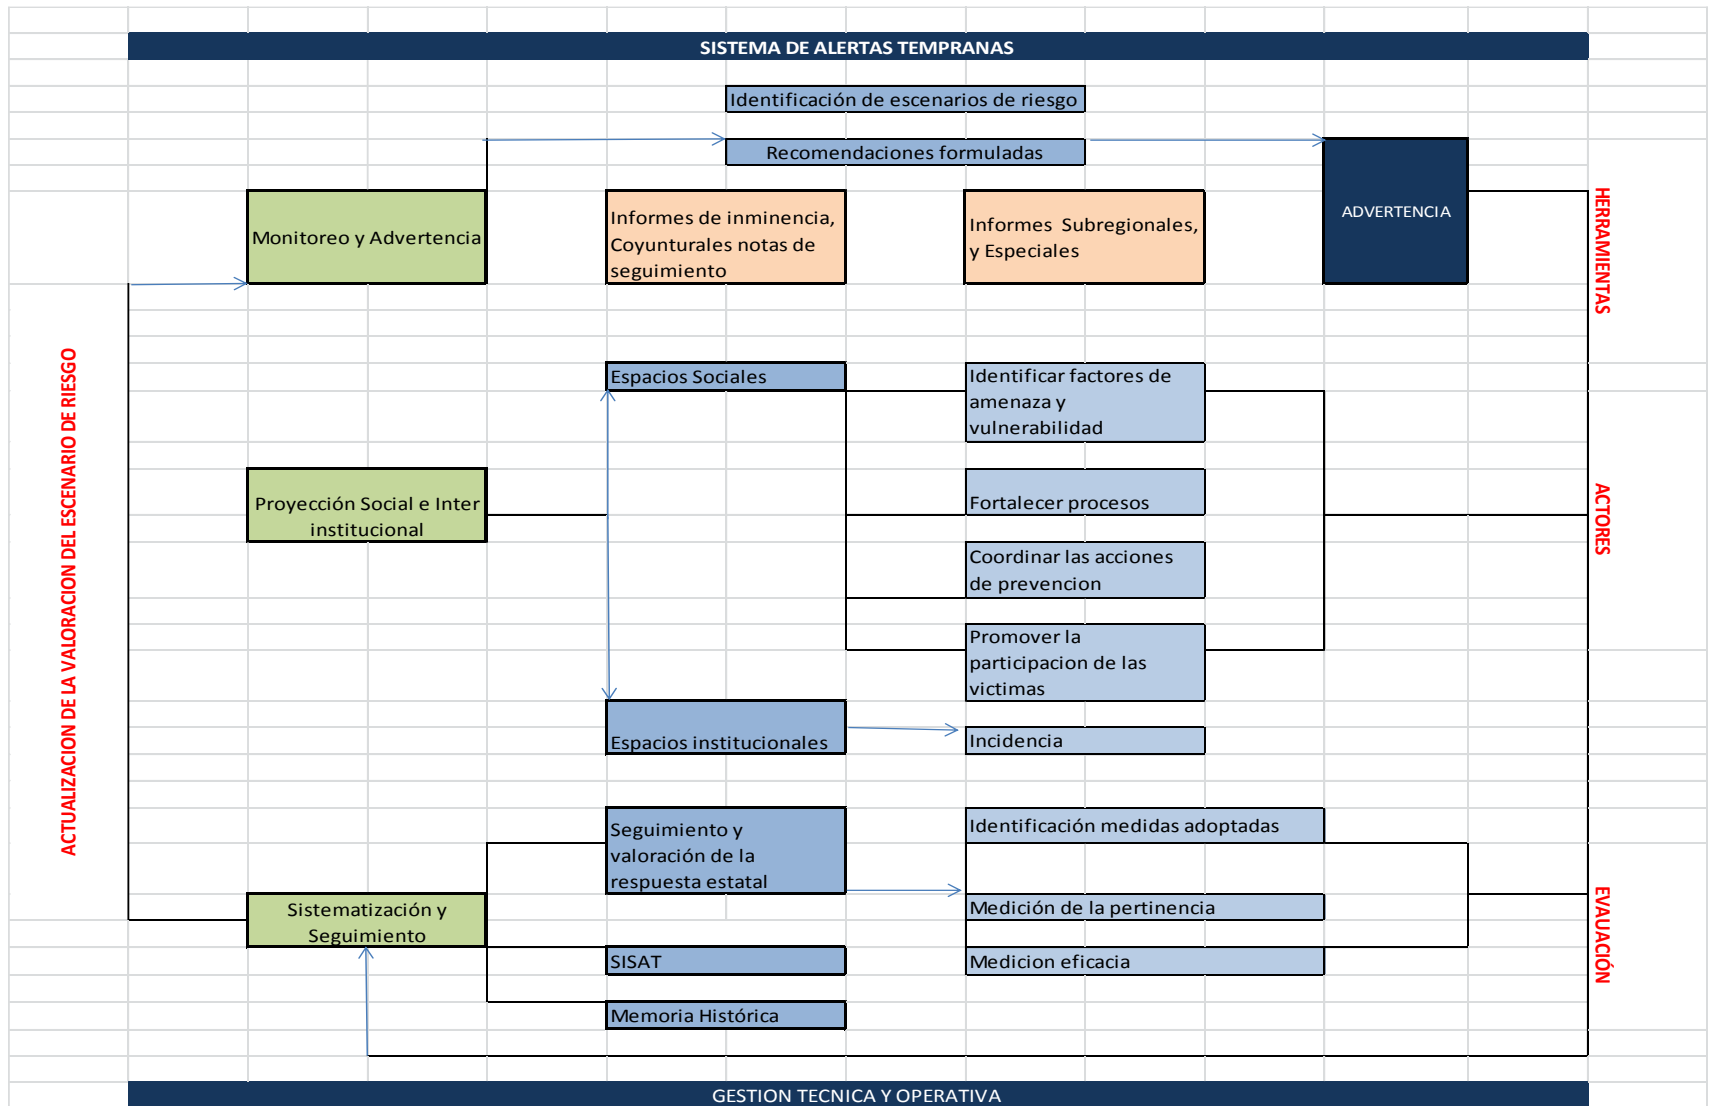 SISTEMA DE ALERTAS TEMPRANAS
Identificación de escenarios de riesgo
Recomendaciones formuladas
Monitoreo y Advertencia
Informes de inminencia,
Coyunturales notas de
seguimiento
Informes Subregionales,
y Especiales
ADVERTENCIA
HERRAMIENTAS
ACTUALIZACION DE LA VALORACION DEL ESCENARIO DE RIESGO
Espacios Sociales
Identificar factores de
amenaza y
vulnerabilidad
Proyección Social e Inter
institucional
Fortalecer procesos
ACTORES
Coordinar las acciones
de prevencion
Promover la
participacion de las
victimas
Espacios institucionales
Incidencia
Seguimiento y
valoración de la
respuesta estatal
Identificación medidas adoptadas
Sistematización y
Seguimiento
Medición de la pertinencia
EVAUACIÓN
SISAT
Medicion eficacia
Memoria Histórica
GESTION TECNICA Y OPERATIVA